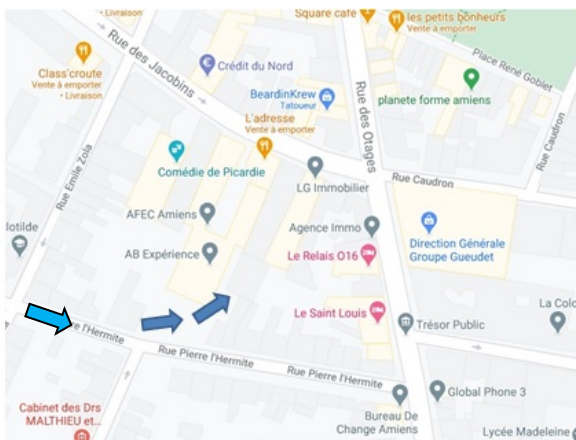 • Livraison
Square café
les petits bonheurs
Vente à emporter
Rue des Jacobins
Place René Goblet
Class'croute
Vente à emporter
• Livraison
Crédit du Nord
BeardinKrew
Tatoueur
planete forme amiens
Rue des Otages
L'adresse
Vente à emporter
Rue Caudron
Rue Emile Zola
Comédie de Picardie
LG Immobilier
Rue Caudron
AFEC Amiens
Agence Immo
lotilde
AB Expérience
Le Relais O16
Direction Générale
Groupe Gueudet
Le Saint Louis
La Colo
Trésor Public
re l'Hermite
Rue Pierre l'Hermite
Rue Pierre l'Hermite
Global Phone 3
Cabinet des Drs
MATHIEU et...
Bureau De
Change Amiens
Lycée Madeleine